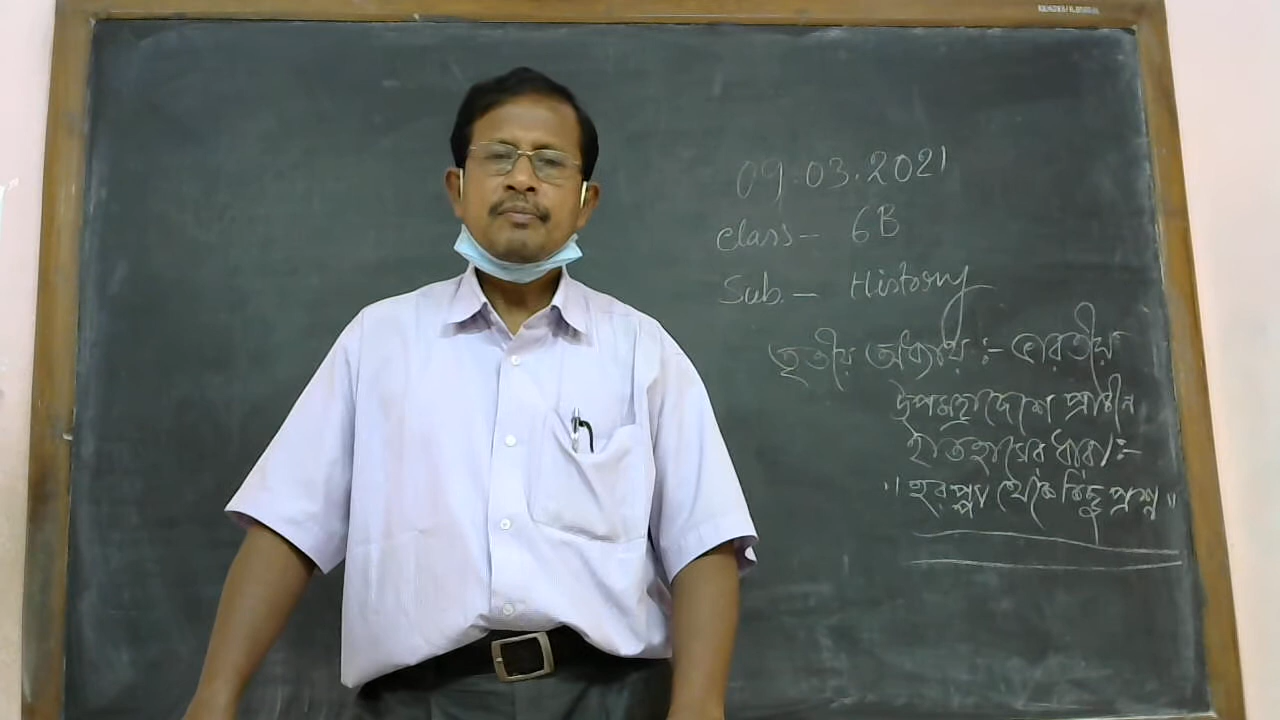 09.03.2021
Class - 6B
Sub. - History
তৃতীয় অধ্যায় :- ভারতীয়
উপমহাদেশে প্রাচীন
ইতিহাসের ধারা :-
"হরপ্পা থেকে কিছু প্রশ্ন"